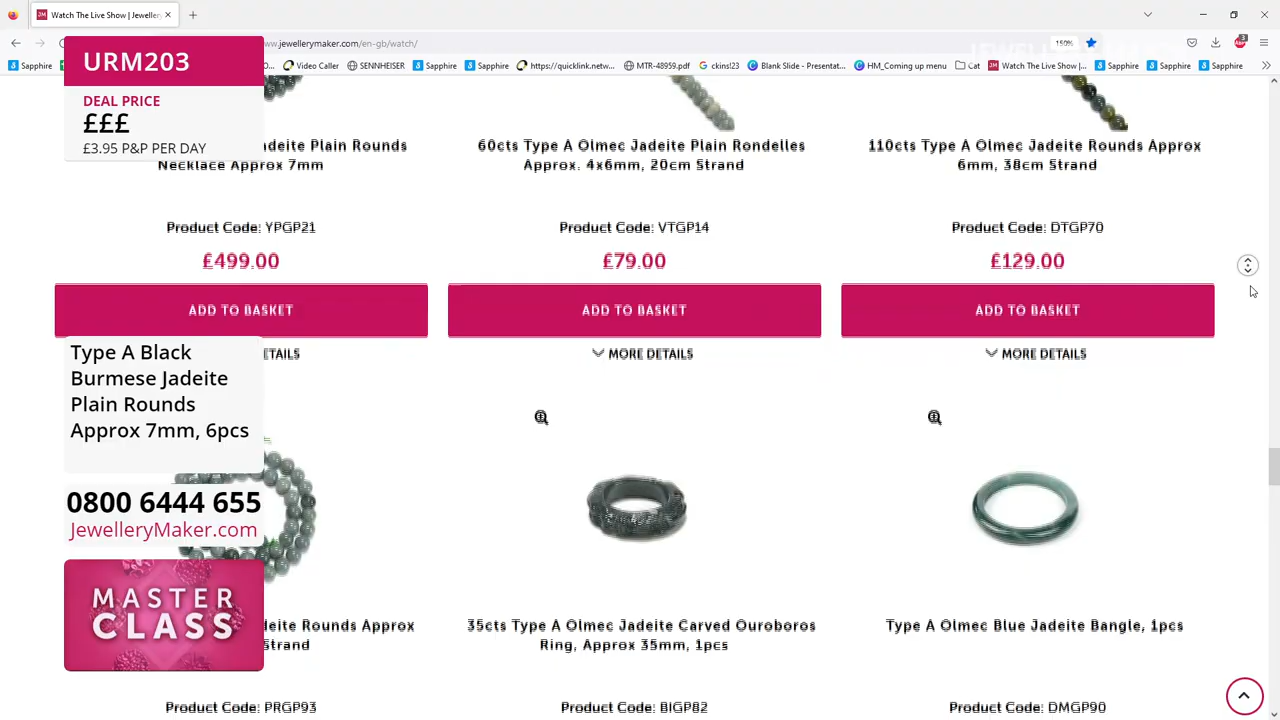 Watch The Live Show | Jeweller
URM203
DEAL PRICE
£££
£3.95 P&P PER DAY
.jewellerymaker.com
gb/watch/
150%
3
Sapphire
Sap
Video Caller
SENNHEISER
Sapphire
Sapphire
https://quicklink.netw...
MTR-48959.pdf
ckins123
Blank Slide - Presentat...
HM_Coming up menu
Cat
Watch The Live Show |...
Sapphire
Sapphire
Sapphire
Jadeite Plain Rounds
Necklace Approx 7mm
60cts Type A Olmec Jadeite Plain Rondelles
Approx. 4x6mm, 20cm Strand
110cts Type A Olmec Jadeite Rounds Approx
6mm, 38cm Strand
Product Code: YPGP21
Product Code: VTGP14
Product Code: DTGP70
£499.00
£79.00
£129.00
ADD TO BASKET
ADD TO BASKET
ADD TO BASKET
ETAILS
MORE DETAILS
MORE DETAILS
Type A Black
Burmese Jadeite
Plain Rounds
Approx 7mm, 6pcs
0800 6444 655
JewelleryMaker.com
MASTER
CLASS
Jadeite Rounds Approx
Strand
35cts Type A Olmec Jadeite Carved Ouroboros
Ring, Approx 35mm, 1pcs
Type A Olmec Blue Jadeite Bangle, 1pcs
Product Code: PRGP93
Product Code: BIGP82
Product Code: DMGP90